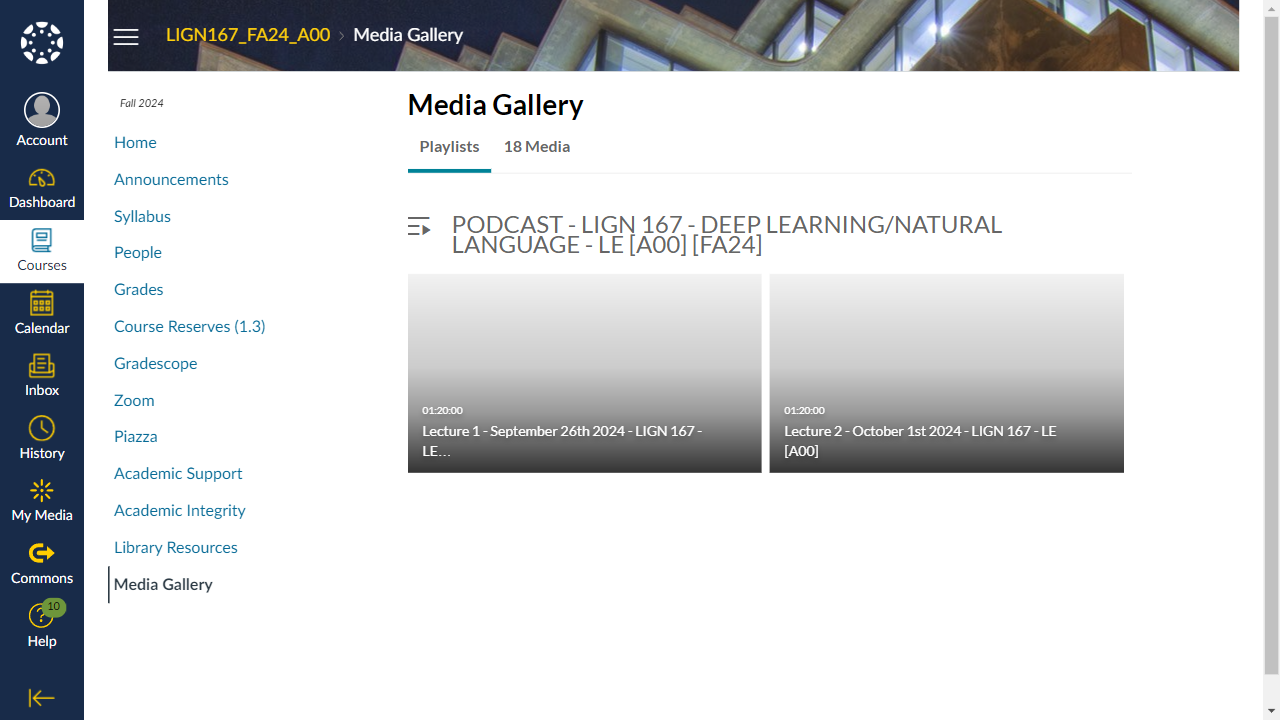 LIGN167_FA24_A00 › Media Gallery
Account
Dashboard
Courses
Calendar
Inbox
History
My Media
Commons
10
Help
Fall 2024
Home
Announcements
Syllabus
People
Grades
Course Reserves (1.3)
Gradescope
Zoom
Piazza
Academic Support
Academic Integrity
Library Resources
Media Gallery
Media Gallery
Playlists
18 Media
PODCAST - LIGN 167 - DEEP LEARNING/NATURAL
LANGUAGE - LE [A00] [FA24]
01:20:00
Lecture 1 - September 26th 2024 - LIGN 167 -
LE...
01:20:00
Lecture 2 - October 1st 2024 - LIGN 167 - LE
[A00]